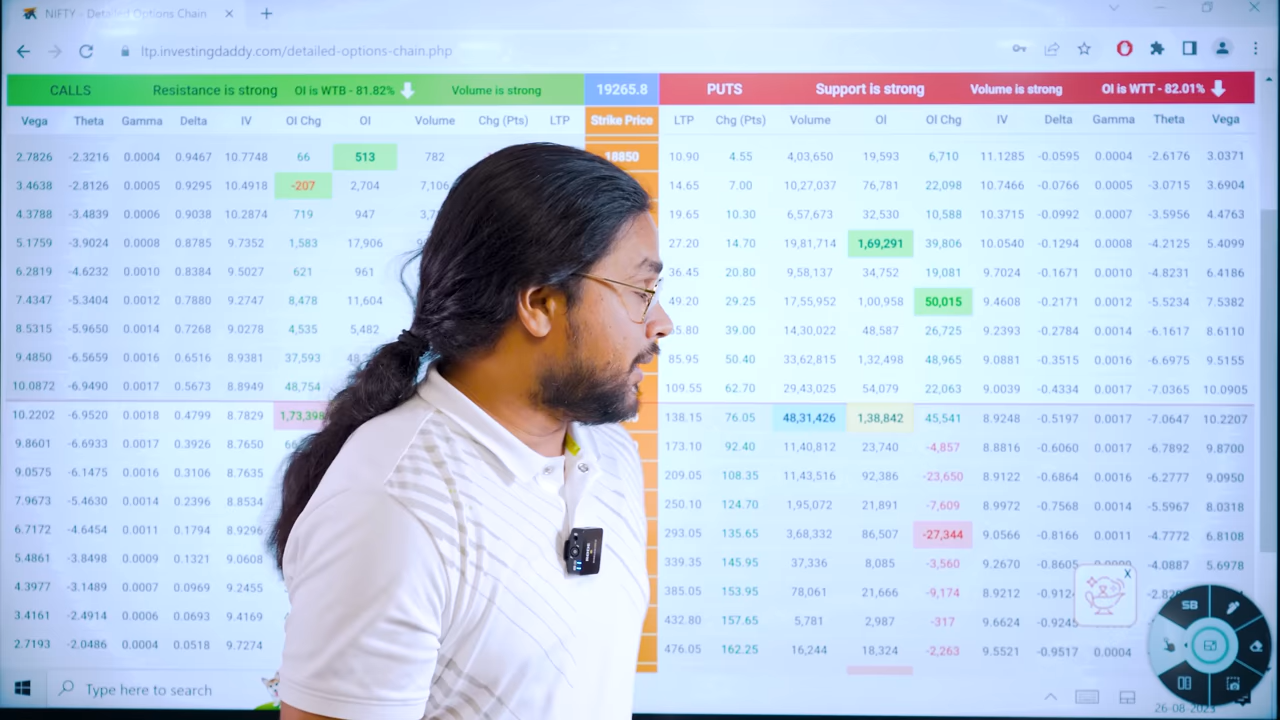 NIFTY - Detailed Options Chain
ltp.investingdaddy.com/detailed-options-chain.php
CALLS Resistance is strong OI is WTB - 81.82% Volume is strong 19265.8 PUTS Support is strong Volume is strong OI is WTT - 82.01%
Vega Theta Gamma Delta IV OI Chg OI Volume Chg (Pts) LTP Strike Price LTP Chg (Pts) Volume OI OI Chg IV Delta Gamma Theta Vega
2.7826 -2.3216 0.0004 0.9467 10.7748 66 513 782 18850 10.90 4.55 4,03,650 19,593 6,710 11.1285 -0.0595 0.0004 -2.6176 3.0371
3.4638 -2.8126 0.0005 0.9295 10.4918 -207 2,704 7,106 14.65 7.00 10,27,037 76,781 22,098 10.7466 -0.0766 0.0005 -3.0715 3.6904
4.3788 -3.4839 0.0006 0.9038 10.2874 719 947 19.65 10.30 6,57,673 32,530 10,588 10.3715 -0.0992 0.0007 -3.5956 4.4763
5.1759 -3.9024 0.0008 0.8785 9.7352 1,583 17,906 27.20 14.70 19,81,714 1,69,291 39,806 10.0540 -0.1294 0.0008 -4.2125 5.4099
6.2819 -4.6232 0.0010 0.8384 9.5027 621 961 36.45 20.80 9,58,137 34,752 19,081 9.7024 -0.1671 0.0010 -4.8231 6.4186
7.4347 -5.3404 0.0012 0.7880 9.2747 8,478 11,604 49.20 29.25 17,55,952 1,00,958 50,015 9.4608 -0.2171 0.0012 -5.5234 7.5382
8.5315 -5.9650 0.0014 0.7268 9.0278 4,535 5,482 39.00 14,30,022 48,587 26,725 9.2393 -0.2784 0.0014 -6.1617 8.6110
9.4850 -6.5659 0.0016 0.6516 8.9381 37,593 85.95 50.40 33,62,815 1,32,498 48,965 9.0881 -0.3515 0.0016 -6.6975 9.5155
10.0872 -6.9490 0.0017 0.5673 8.8949 48,754 109.55 62.70 29,43,025 54,079 22,063 9.0039 -0.4334 0.0017 -7.0365 10.0905
10.2202 -6.9520 0.0018 0.4799 8.7829 1,73,398 138.15 76.05 48,31,426 1,38,842 45,541 8.9248 -0.5197 0.0017 -7.0647 10.2207
9.8601 -6.6933 0.0017 0.3926 8.7650 173.10 92.40 11,40,812 23,740 -4,857 8.8816 -0.6060 0.0017 -6.7892 9.8700
9.0575 -6.1475 0.0016 0.3106 8.7635 209.05 108.35 11,43,516 92,386 -23,650 8.9122 -0.6864 0.0016 -6.2777 9.0950
7.9673 -5.4630 0.0014 0.2396 8.8534 250.10 124.70 1,95,072 21,891 -7,609 8.9972 -0.7568 0.0014 -5.5967 8.0318
6.7172 -4.6454 0.0011 0.1794 8.9296 293.05 135.65 3,68,332 86,507 -27,344 9.0566 -0.8166 0.0011 -4.7772 6.8108
5.4861 -3.8498 0.0009 0.1321 9.0608 339.35 145.95 37,336 8,085 -3,560 9.2670 -0.8605 0.0009 -4.0887 5.6978
4.3977 -3.1489 0.0007 0.0969 9.2455 385.05 153.95 78,061 21,666 -9,174 8.9212
3.4161 -2.4914 0.0006 0.0693 9.4169 432.80 157.65 5,781 2,987 -317 9.6624
2.7193 -2.0486 0.0004 0.0518 9.7274 476.05 162.25 16,244 18,324 -2,263 9.5521 -0.9517 0.0004
X
SB
Type here to search
26-08-2023